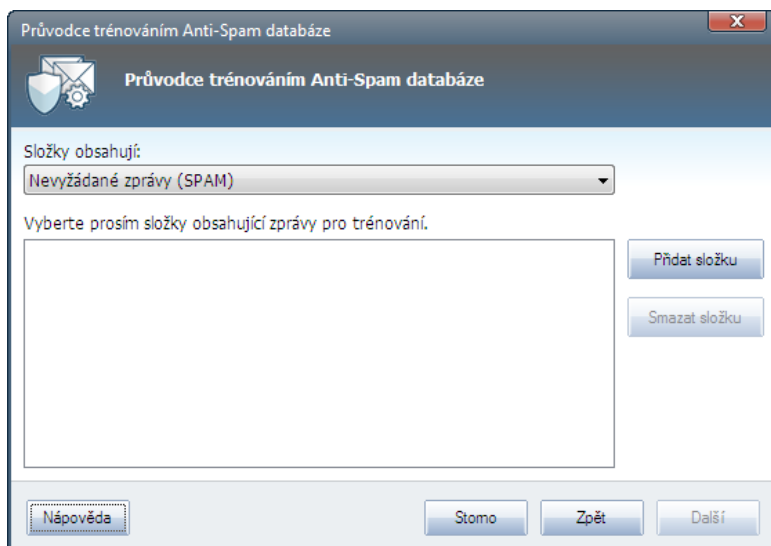 Průvodce trénováním Anti-Spam databáze
Průvodce trénováním Anti-Spam databáze
Složky obsahují:
Nevyžádané zprávy (SPAM)
Vyberte prosím složky obsahující zprávy pro trénování.
Přidat složku
Smazat složku
Nápověda
Storno
Zpět
Další